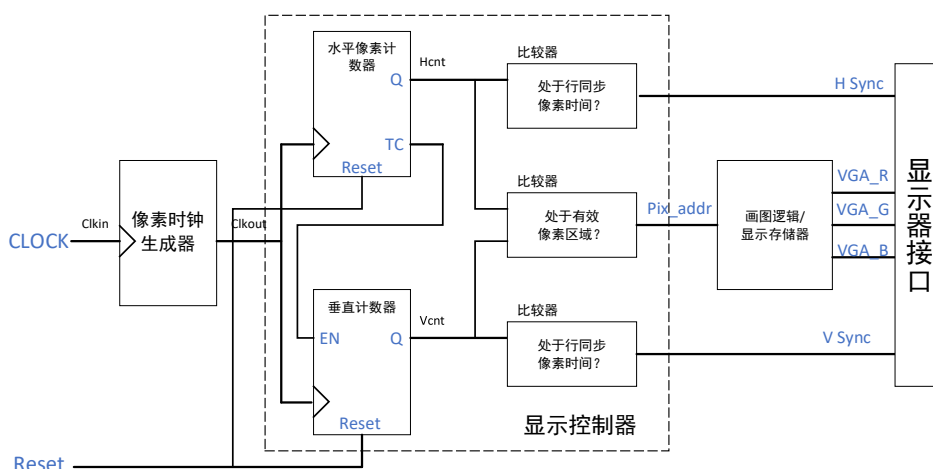 水平像素计
数器
Hcnt
Q
TC
Reset
比较器
处于行同步
像素时间?
H Sync
CLOCK
Clkin
像素时钟
生成器
Clkout
比较器
处于有效
像素区域?
Pix_addr
画图逻辑/
显示存储器
VGA_R
VGA_G
VGA_B
显示器接口
垂直计数器
Vcnt
EN
Q
Reset
比较器
处于行同步
像素时间?
V Sync
显示控制器
Reset